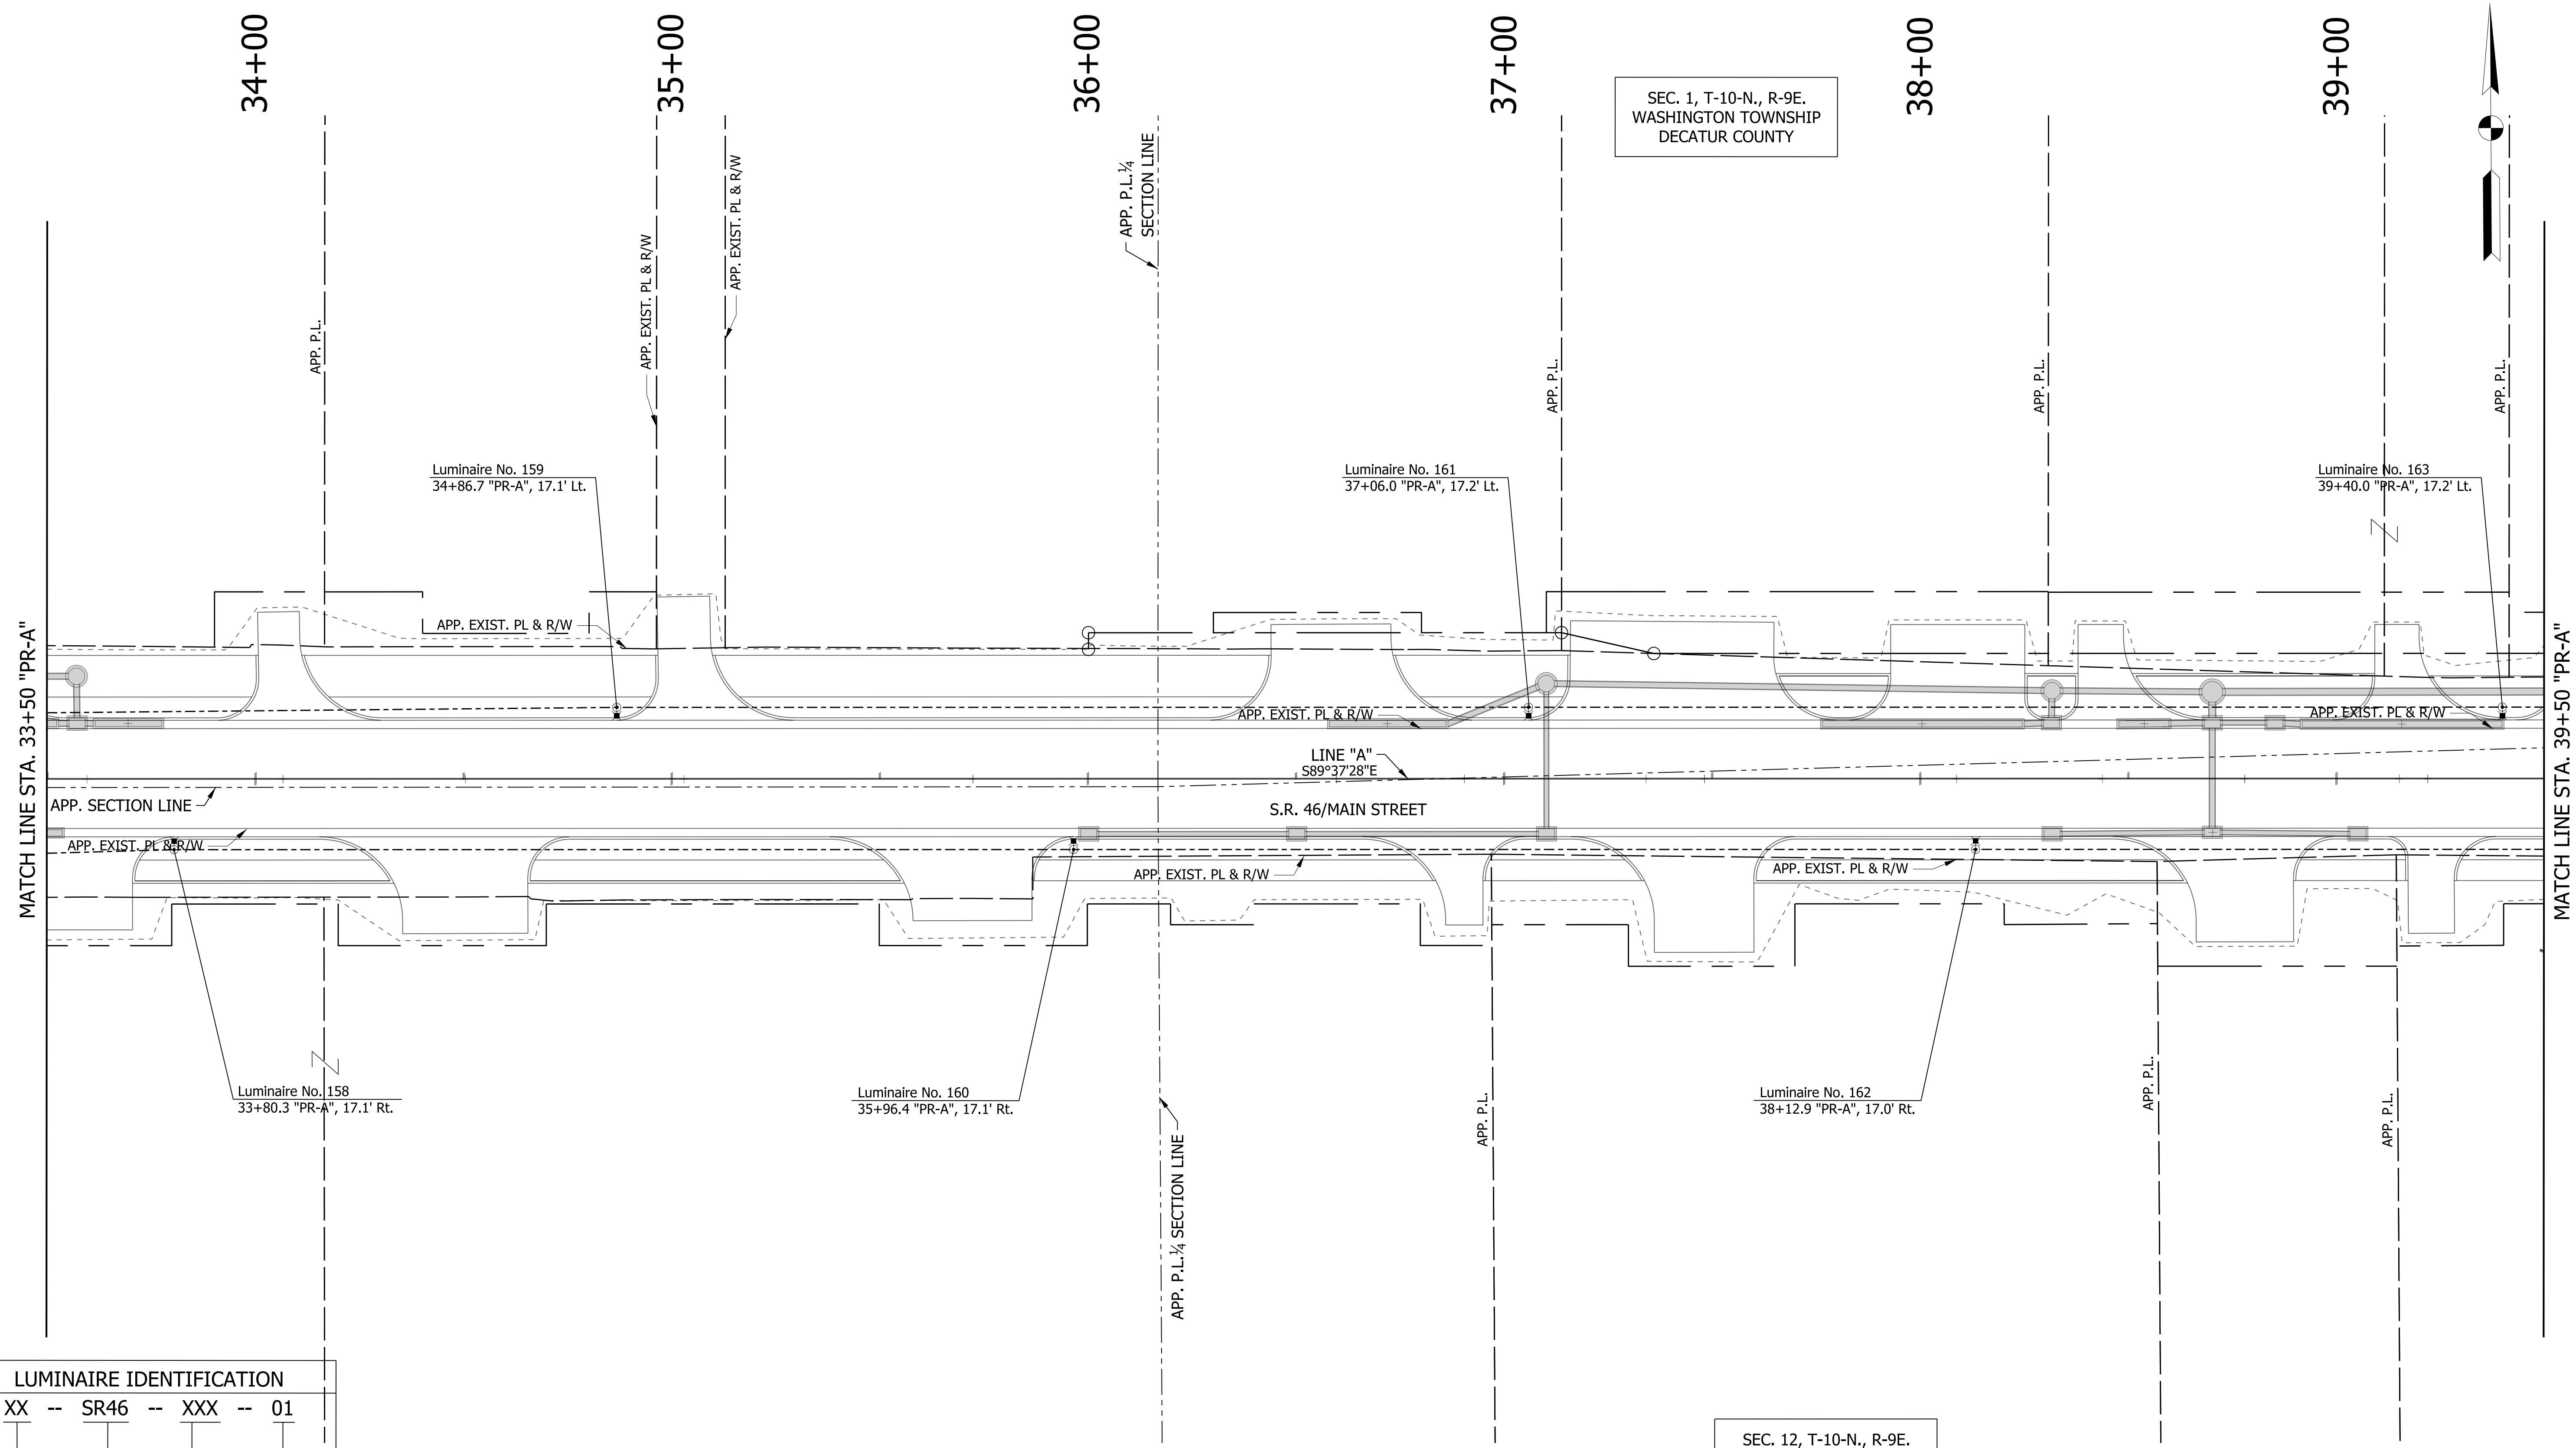 34+00
35+00
36+00
37+00
38+00
39+00
SEC. 1, T-10-N., R-9E.
WASHINGTON TOWNSHIP
DECATUR COUNTY
APP. P.L.
APP. EXIST. PL & R/W
APP. EXIST. PL & R/W
APP. P.L. ¼
SECTION LINE
APP. P.L.
APP. P.L.
APP. P.L.
Luminaire No. 159
34+86.7 "PR-A", 17.1' Lt.
Luminaire No. 161
37+06.0 "PR-A", 17.2' Lt.
Luminaire No. 163
39+40.0 "PR-A", 17.2' Lt.
MATCH LINE STA. 33+50 "PR-A"
APP. EXIST. PL & R/W
APP. EXIST. PL & R/W
APP. EXIST. PL & R/W
LINE "A"
S89°37'28"E
APP. SECTION LINE
S.R. 46/MAIN STREET
APP. EXIST. PL & R/W
APP. EXIST. PL & R/W
APP. EXIST. PL & R/W
MATCH LINE STA. 39+50 "PR-A"
Luminaire No. 158
33+80.3 "PR-A", 17.1' Rt.
Luminaire No. 160
35+96.4 "PR-A", 17.1' Rt.
Luminaire No. 162
38+12.9 "PR-A", 17.0' Rt.
APP. P.L. ¼ SECTION LINE
APP. P.L.
APP. P.L.
APP. P.L.
LUMINAIRE IDENTIFICATION
XX -- SR46 -- XXX -- 01
SEC. 12, T-10-N., R-9E.